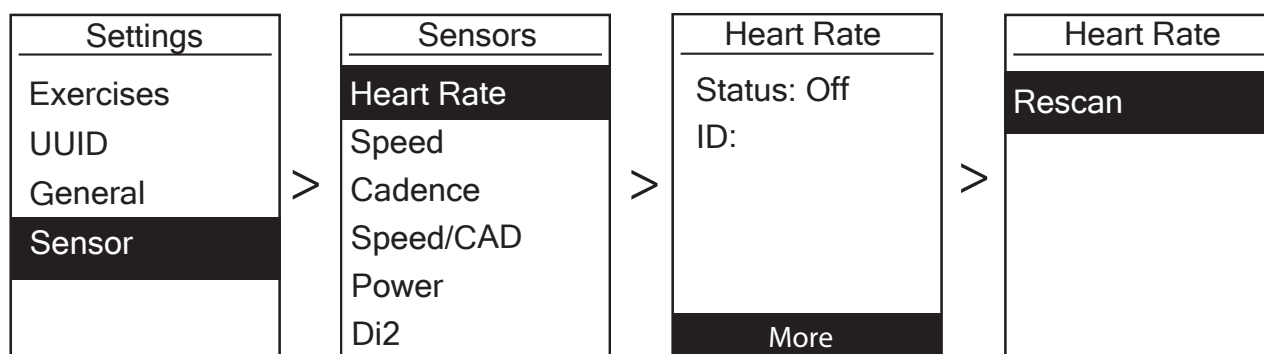 Settings
Exercises
UUID
General
Sensor
>
Sensors
Heart Rate
Speed
Cadence
Speed/CAD
Power
Di2
>
Heart Rate
Status: Off
ID:
More
>
Heart Rate
Rescan